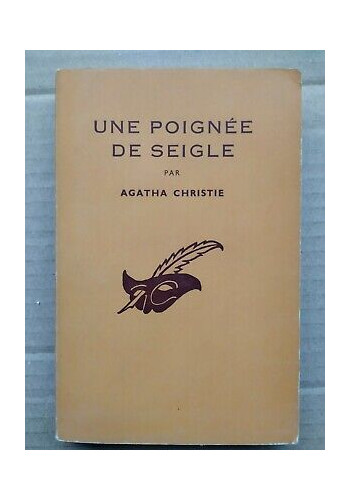 UNE POIGNÉE
DE SEIGLE
PAR
AGATHA CHRISTIE